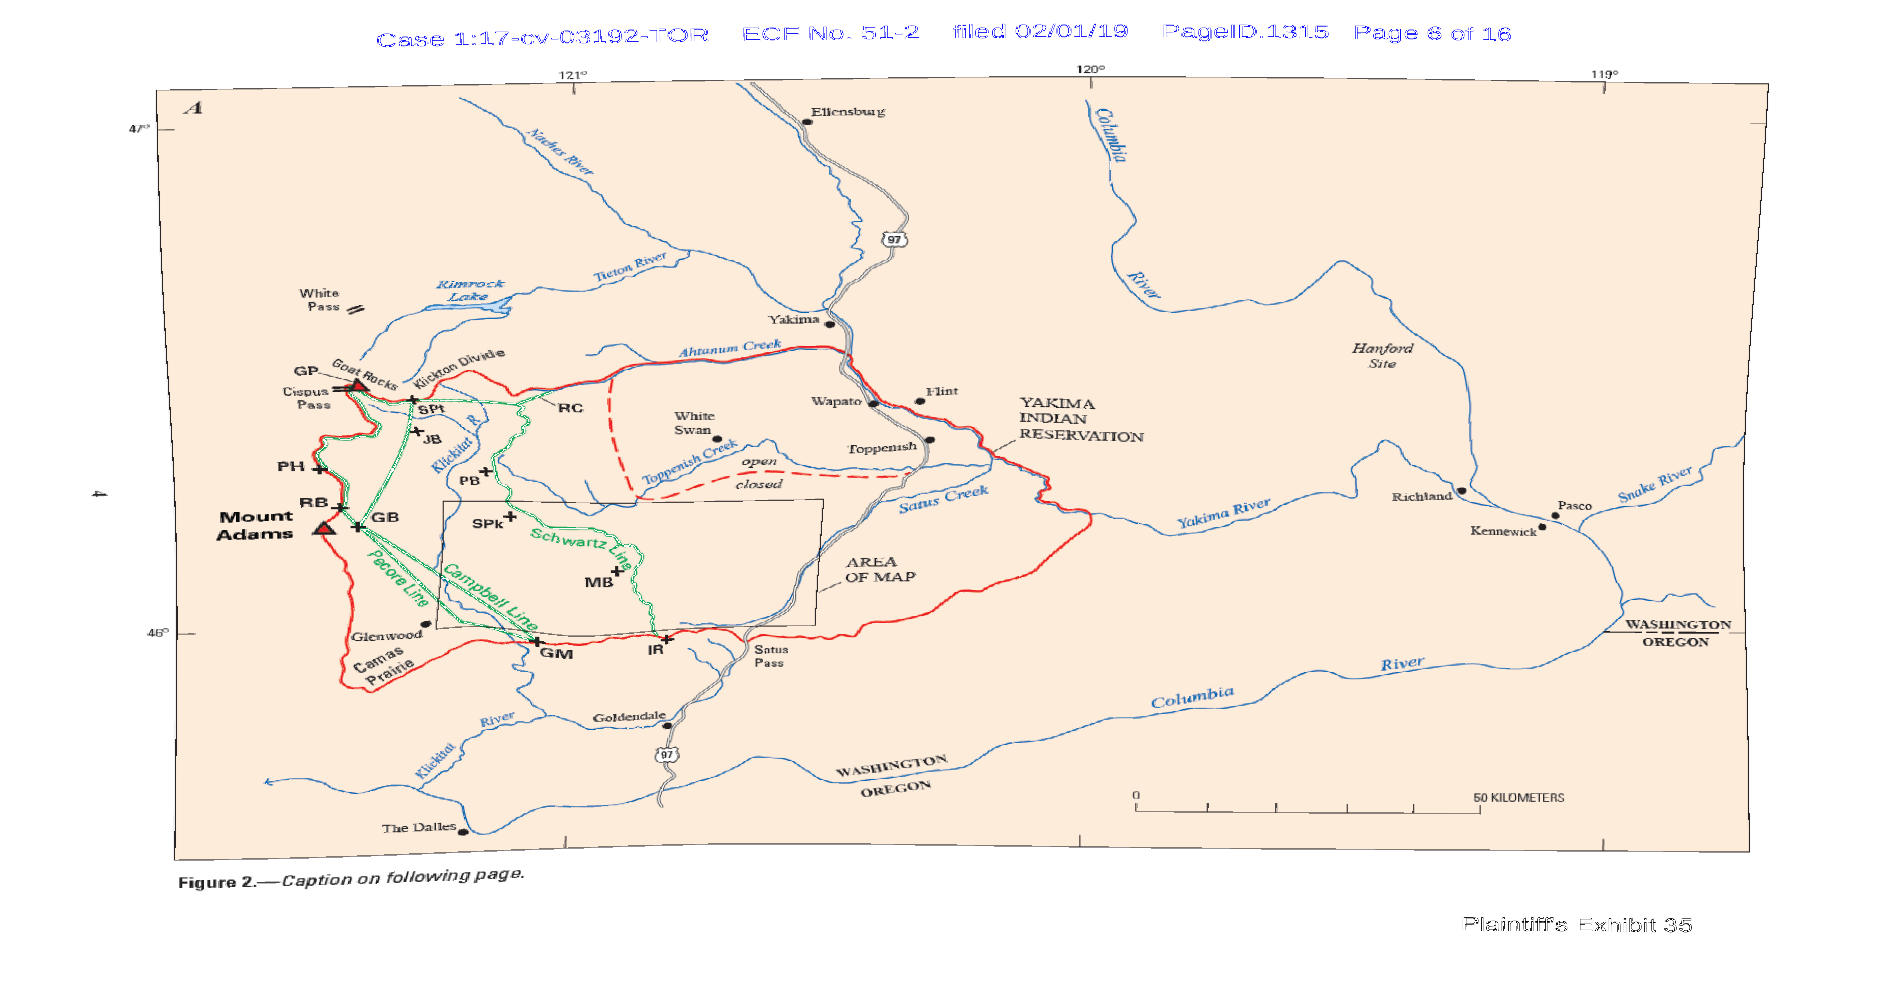 Case 1:17-cv-03192-TOR ECF No. 51-2 filed 02/01/19 PageID.1315 Page 6 of 16
121°
120°
119°
A
47°
Ellensburg
Naches River
Columbia
97
River
Tieton River
Rimrock
Lake
White
Pass
Yakima
Ahtanum Creek
Hanford
Site
Goat Rocks
Klickton Divide
GP
Cispus
Pass
SPt
RC
Wapato
Flint
YAKIMA
INDIAN
RESERVATION
White
Swan
JB
Klickitat R.
Toppenish
Toppenish Creek
open
closed
PH
PB
Satus Creek
Richland
Snake River
Pasco
Kennewick
Yakima River
RB
GB
Mount
Adams
SPk
Schwartz Line
AREA
OF MAP
MB
Pecore Line
Campbell Line
46°
Glenwood
Camas
Prairie
GM
IR
Satus
Pass
WASHINGTON
OREGON
River
Columbia
River
Goldendale
Klickitat
97
WASHINGTON
OREGON
0
50 KILOMETERS
The Dalles
4
Figure 2.—Caption on following page.
Plaintiff's Exhibit 35